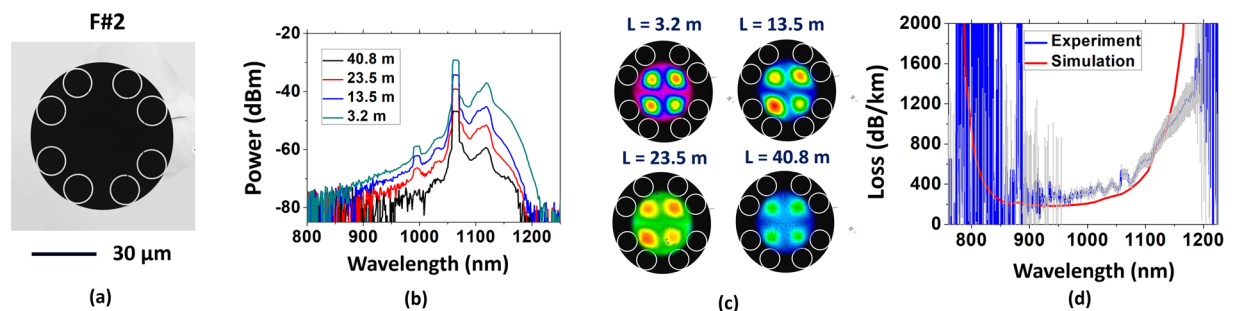 F#2
30 µm
(a)
Power (dBm)
-20
-40
-60
-80
40.8 m
23.5 m
13.5 m
3.2 m
800 900 1000 1100 1200
Wavelength (nm)
(b)
L = 3.2 m
L = 13.5 m
L = 23.5 m
L = 40.8 m
(c)
Loss (dB/km)
2000
1600
1200
800
400
0
Experiment
Simulation
800 900 1000 1100 1200
Wavelength (nm)
(d)